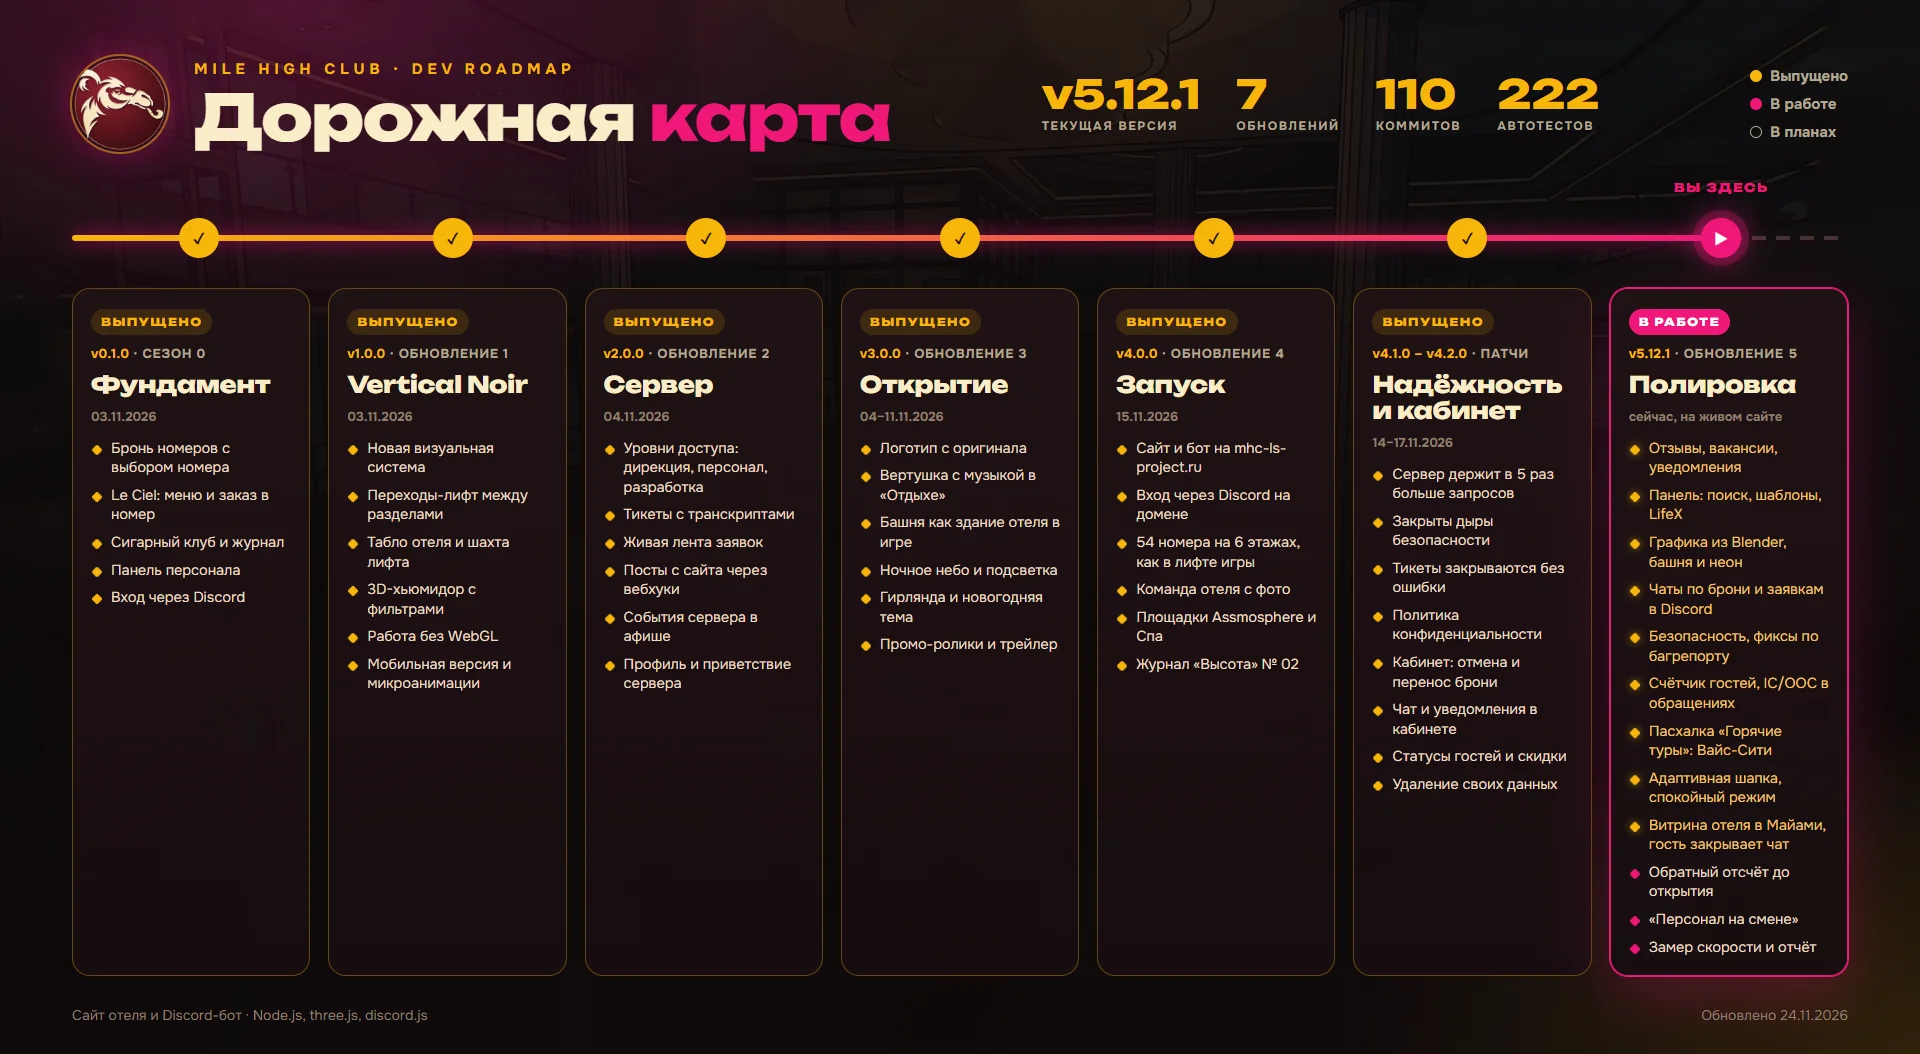 MILE HIGH CLUB · DEV ROADMAP
Дорожная карта
v5.12.1
ТЕКУЩАЯ ВЕРСИЯ
7
ОБНОВЛЕНИЙ
110
КОММИТОВ
222
АВТОТЕСТОВ
Выпущено
В работе
В планах
ВЫ ЗДЕСЬ
ВЫПУЩЕНО
v0.1.0 · СЕЗОН 0
Фундамент
03.11.2026
Бронь номеров с
выбором номера
Le Ciel: меню и заказ в
номер
Сигарный клуб и журнал
Панель персонала
Вход через Discord
ВЫПУЩЕНО
v1.0.0 · ОБНОВЛЕНИЕ 1
Vertical Noir
03.11.2026
Новая визуальная
система
Переходы-лифт между
разделами
Табло отеля и шахта
лифта
3D-хьюмидор с
фильтрами
Работа без WebGL
Мобильная версия и
микроанимации
ВЫПУЩЕНО
v2.0.0 · ОБНОВЛЕНИЕ 2
Сервер
04.11.2026
Уровни доступа:
дирекция, персонал,
разработка
Тикеты с транскриптами
Живая лента заявок
Посты с сайта через
вебхуки
События сервера в
афише
Профиль и приветствие
сервера
ВЫПУЩЕНО
v3.0.0 · ОБНОВЛЕНИЕ 3
Открытие
04–11.11.2026
Логотип с оригинала
Вертушка с музыкой в
«Отдыхе»
Башня как здание отеля в
игре
Ночное небо и подсветка
Гирлянда и новогодняя
тема
Промо-ролики и трейлер
ВЫПУЩЕНО
v4.0.0 · ОБНОВЛЕНИЕ 4
Запуск
15.11.2026
Сайт и бот на mhc-ls-
project.ru
Вход через Discord на
домене
54 номера на 6 этажах,
как в лифте игры
Команда отеля с фото
Площадки Assmosphere и
Спа
Журнал «Высота» № 02
ВЫПУЩЕНО
v4.1.0 – v4.2.0 · ПАТЧИ
Надёжность
и кабинет
14–17.11.2026
Сервер держит в 5 раз
больше запросов
Закрыты дыры
безопасности
Тикеты закрываются без
ошибки
Политика
конфиденциальности
Кабинет: отмена и
перенос брони
Чат и уведомления в
кабинете
Статусы гостей и скидки
Удаление своих данных
В РАБОТЕ
v5.12.1 · ОБНОВЛЕНИЕ 5
Полировка
сейчас, на живом сайте
Отзывы, вакансии,
уведомления
Панель: поиск, шаблоны,
LifeX
Графика из Blender,
башня и неон
Чаты по брони и заявкам
в Discord
Безопасность, фиксы по
багрепорту
Счётчик гостей, IC/OOC в
обращениях
Пасхалка «Горячие
туры»: Вайс-Сити
Адаптивная шапка,
спокойный режим
Витрина отеля в Майами,
гость закрывает чат
Обратный отсчёт до
открытия
«Персонал на смене»
Замер скорости и отчёт
Сайт отеля и Discord-бот · Node.js, three.js, discord.js
Обновлено 24.11.2026